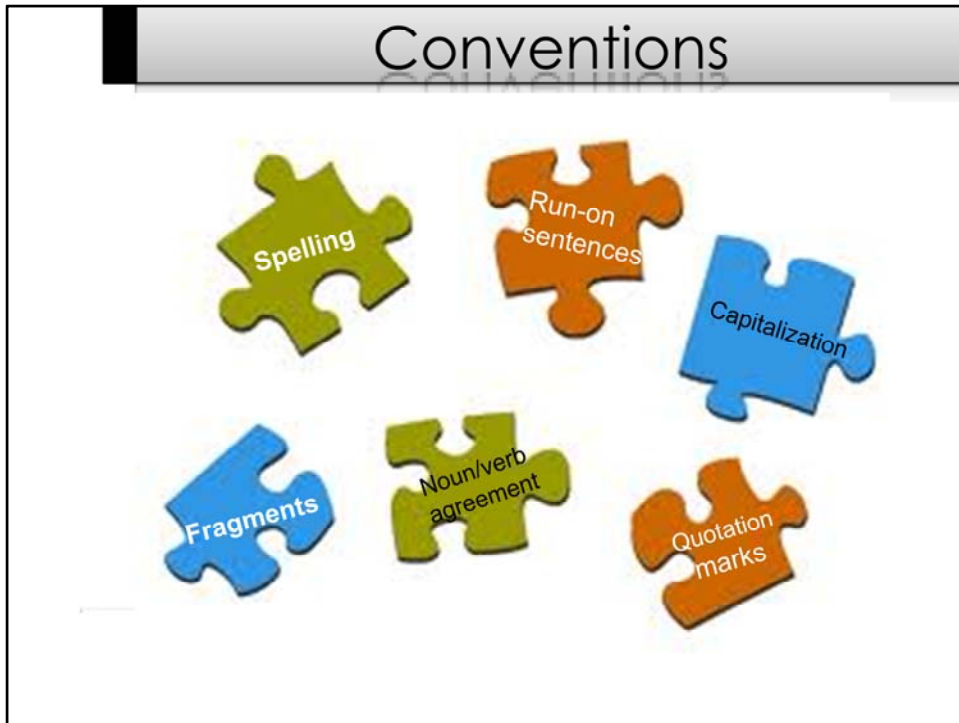 Conventions
Spelling
Run-on
sentences
Capitalization
Fragments
Noun/verb
agreement
Quotation
marks